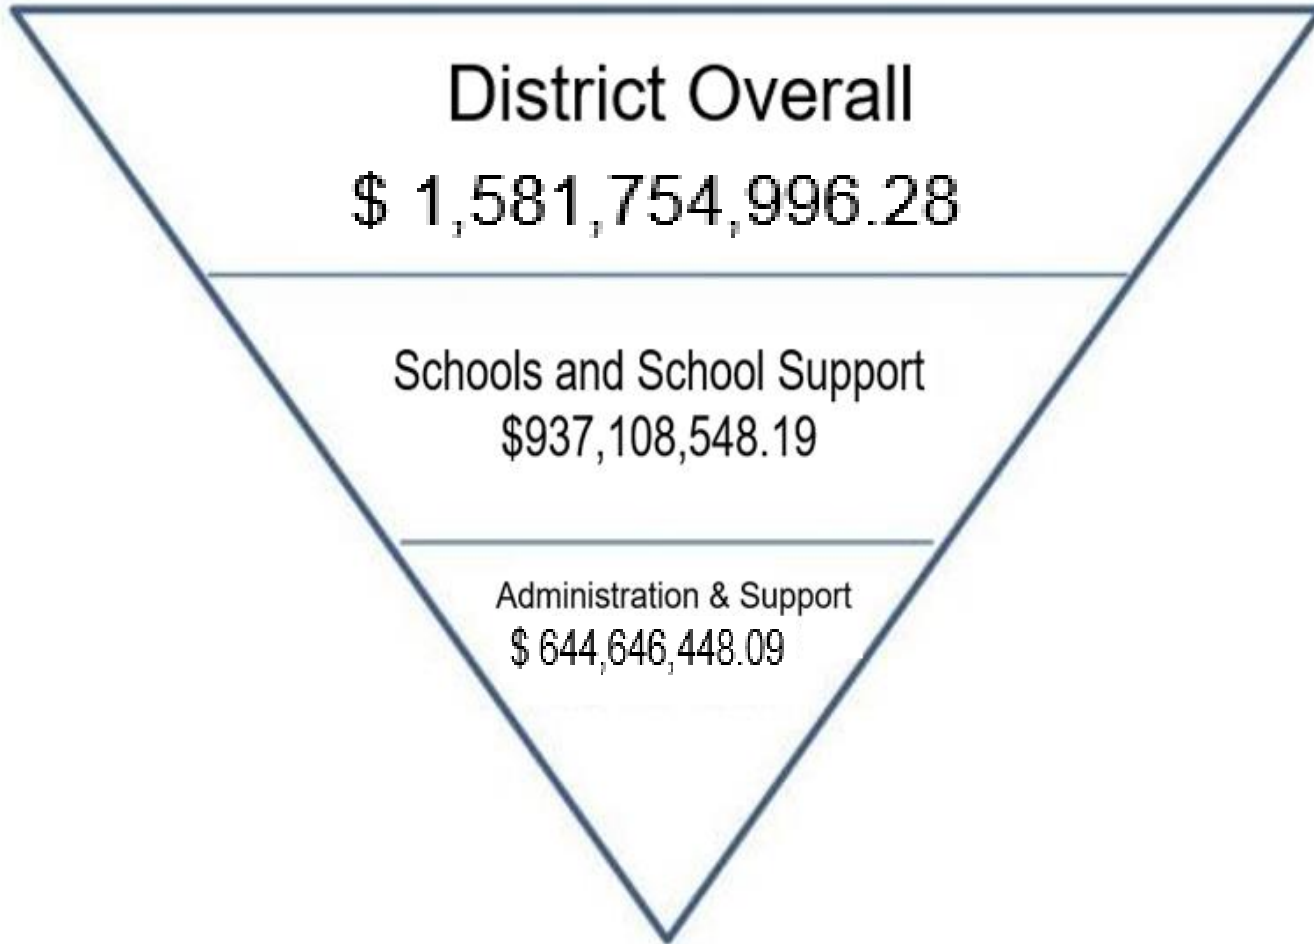 District Overall
$ 1,581,754,996.28
Schools and School Support
$937,108,548.19
Administration & Support
$ 644,646,448.09